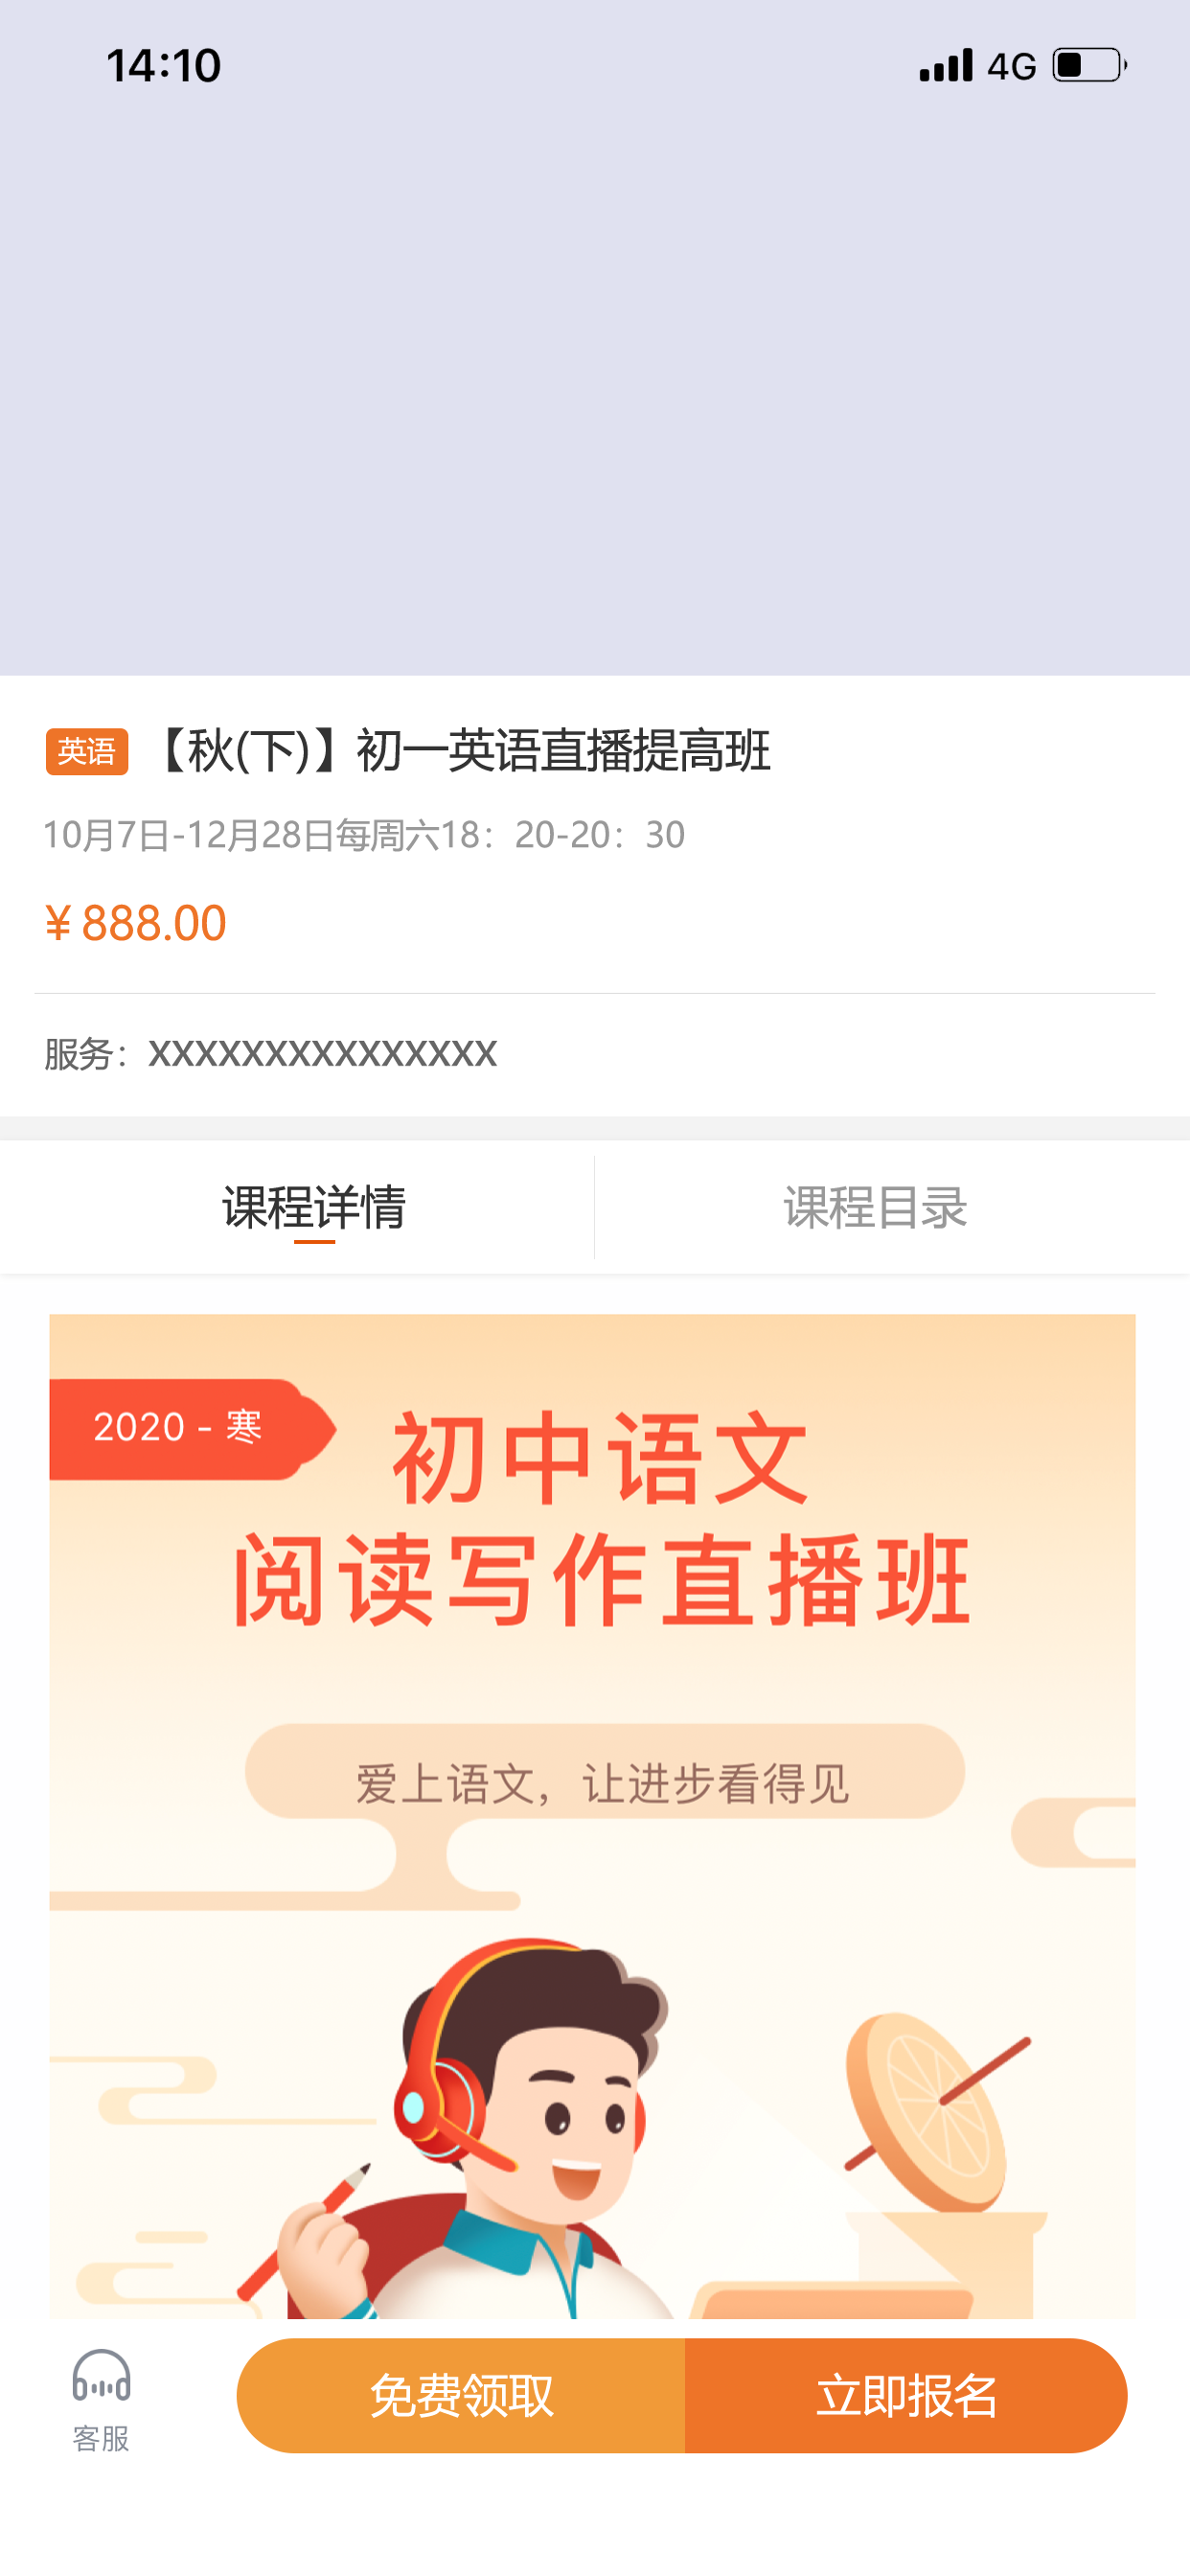 14:10 4G
英语 【秋(下)】初一英语直播提高班
10月7日-12月28日每周六18：20-20：30
¥ 888.00
服务：XXXXXXXXXXXXXXX
课程详情 课程目录
2020 - 寒
初中语文
阅读写作直播班
爱上语文，让进步看得见
客服 免费领取 立即报名